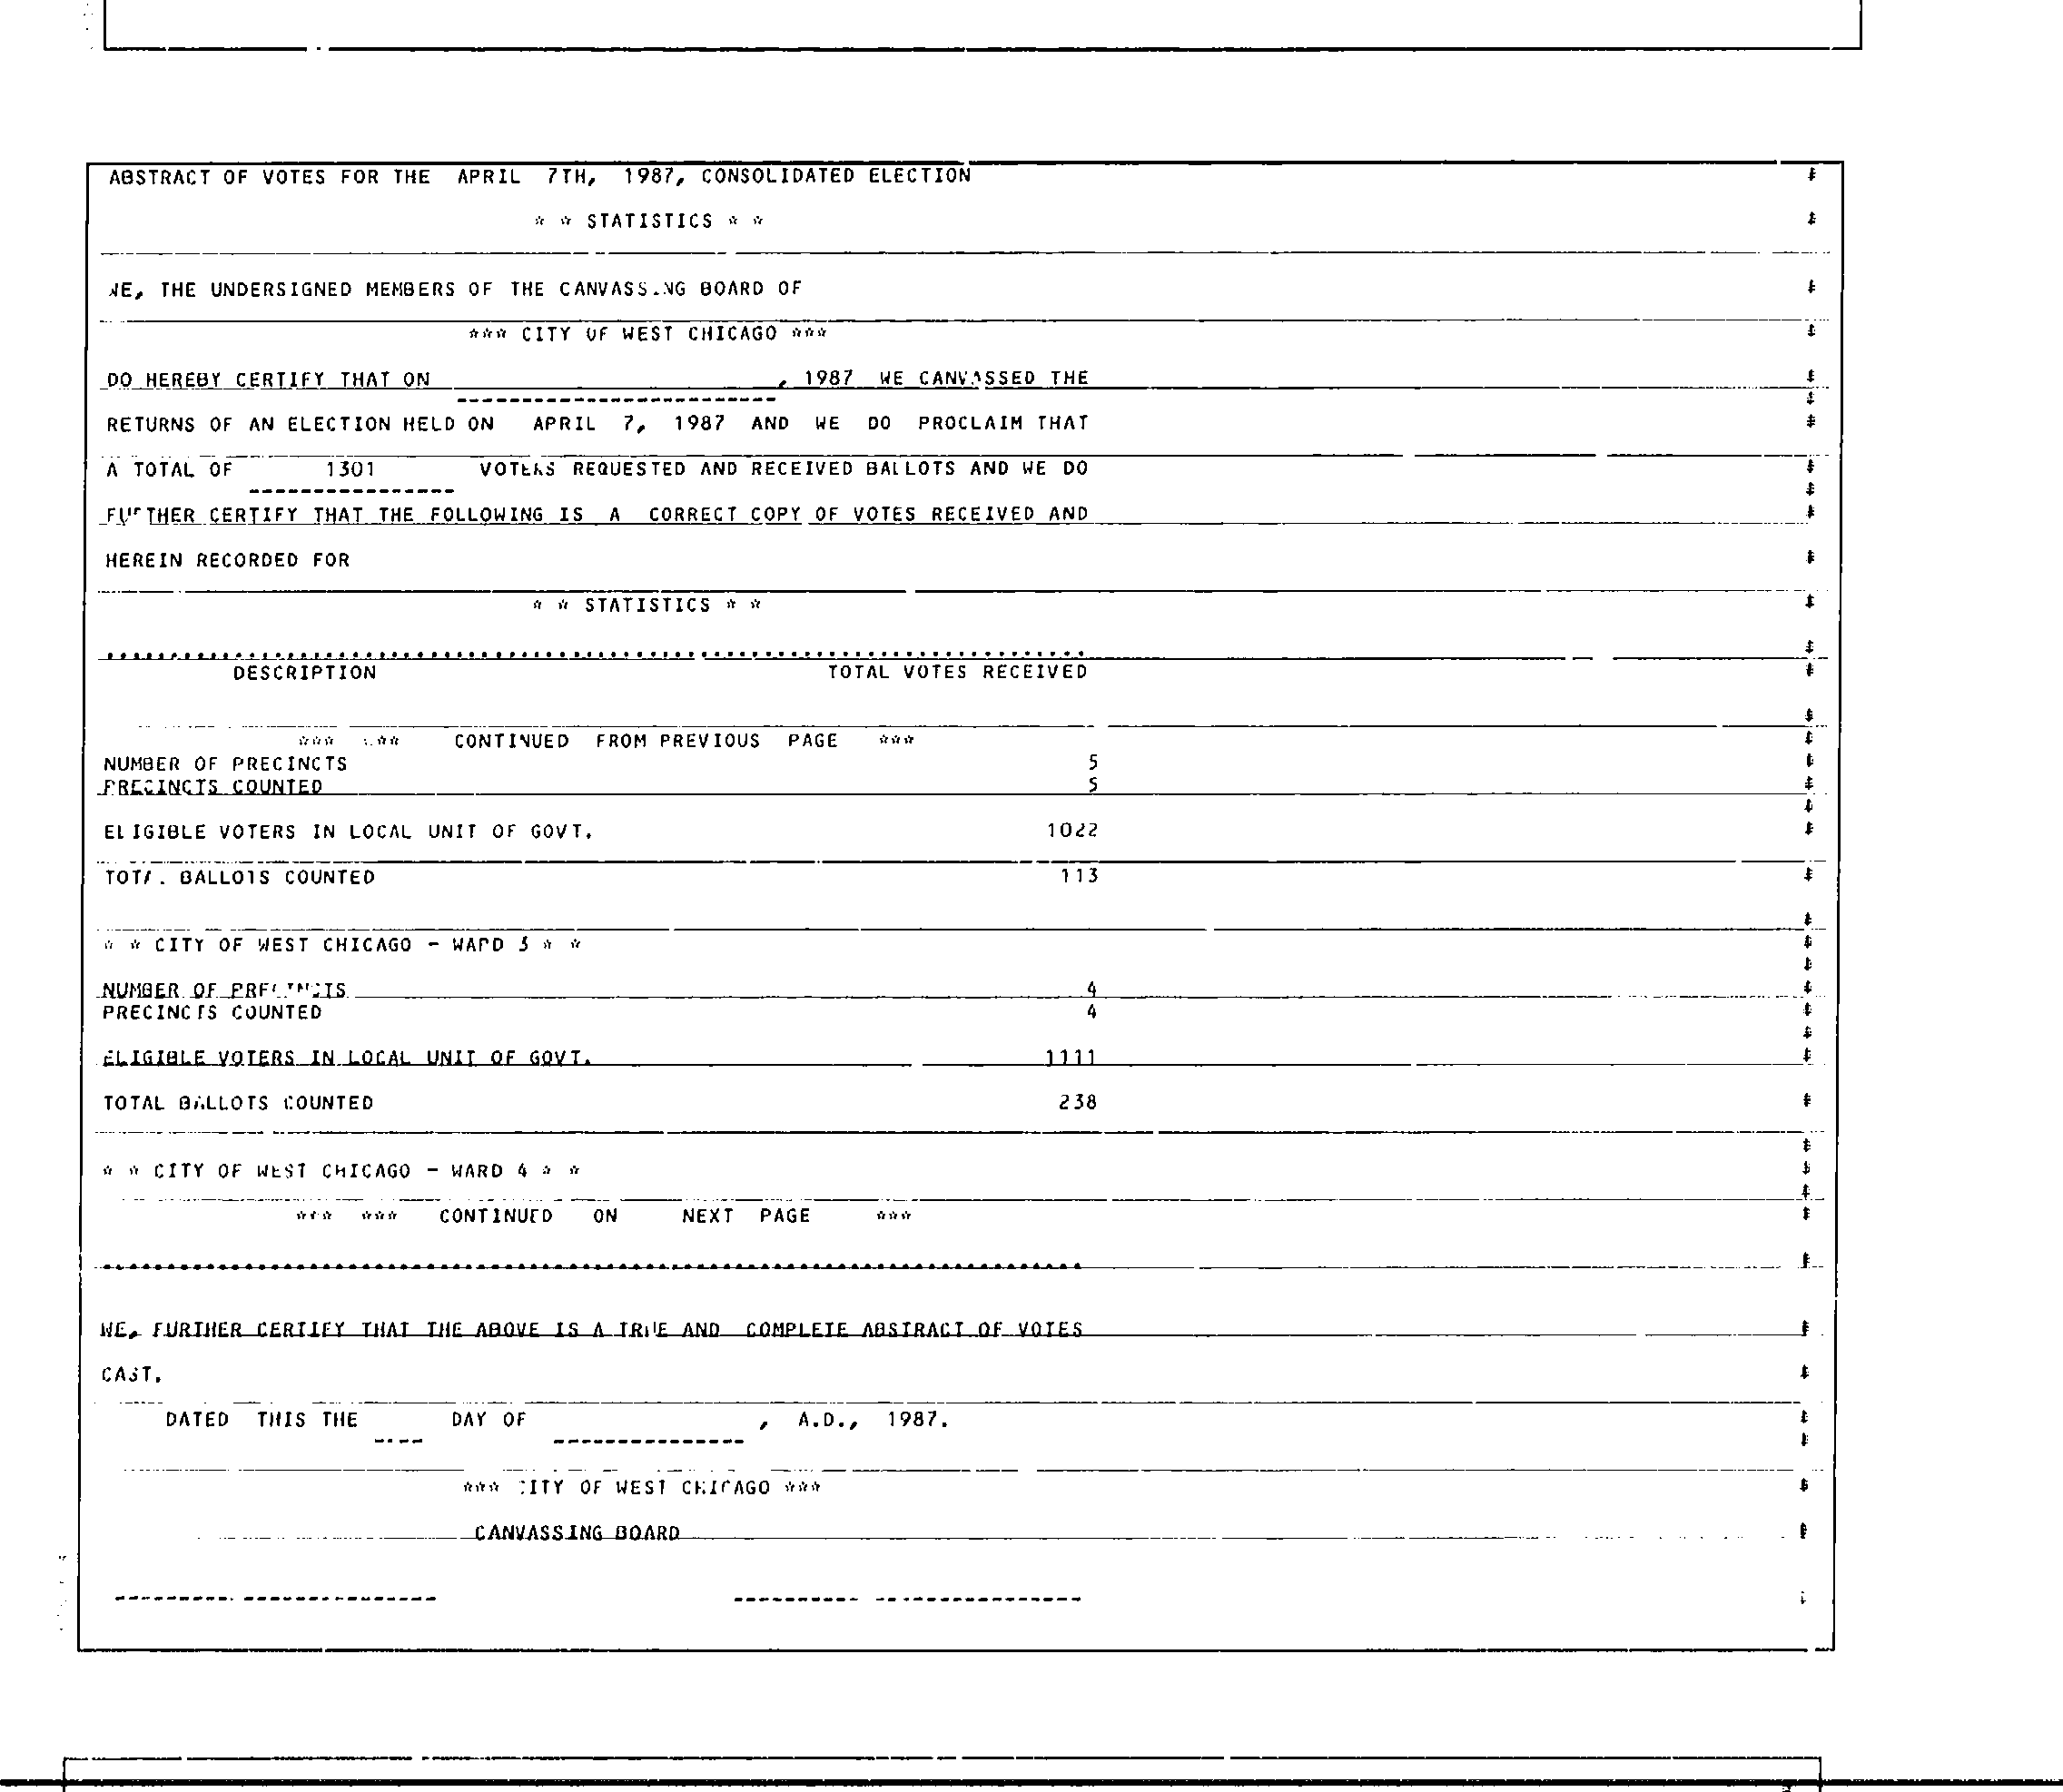 ABSTRACT OF VOTES FOR THE APRIL 7TH, 1987, CONSOLIDATED ELECTION
* * STATISTICS * *
WE, THE UNDERSIGNED MEMBERS OF THE CANVASSING BOARD OF
*** CITY OF WEST CHICAGO ***
DO HEREBY CERTIFY THAT ON , 1987 WE CANVASSED THE
RETURNS OF AN ELECTION HELD ON APRIL 7, 1987 AND WE DO PROCLAIM THAT
A TOTAL OF 1301 VOTERS REQUESTED AND RECEIVED BALLOTS AND WE DO
FURTHER CERTIFY THAT THE FOLLOWING IS A CORRECT COPY OF VOTES RECEIVED AND
HEREIN RECORDED FOR
* * STATISTICS * *
DESCRIPTION TOTAL VOTES RECEIVED
*** *** CONTINUED FROM PREVIOUS PAGE ***
NUMBER OF PRECINCTS 5
PRECINCTS COUNTED 5
ELIGIBLE VOTERS IN LOCAL UNIT OF GOVT. 1022
TOTAL BALLOTS COUNTED 113
* * CITY OF WEST CHICAGO - WARD 3 * *
NUMBER OF PRECINCTS 4
PRECINCTS COUNTED 4
ELIGIBLE VOTERS IN LOCAL UNIT OF GOVT. 1111
TOTAL BALLOTS COUNTED 238
* * CITY OF WEST CHICAGO - WARD 4 * *
*** *** CONTINUED ON NEXT PAGE ***
WE, FURTHER CERTIFY THAT THE ABOVE IS A TRUE AND COMPLETE ABSTRACT OF VOTES
CAST.
DATED THIS THE DAY OF , A.D., 1987.
*** CITY OF WEST CHICAGO ***
CANVASSING BOARD